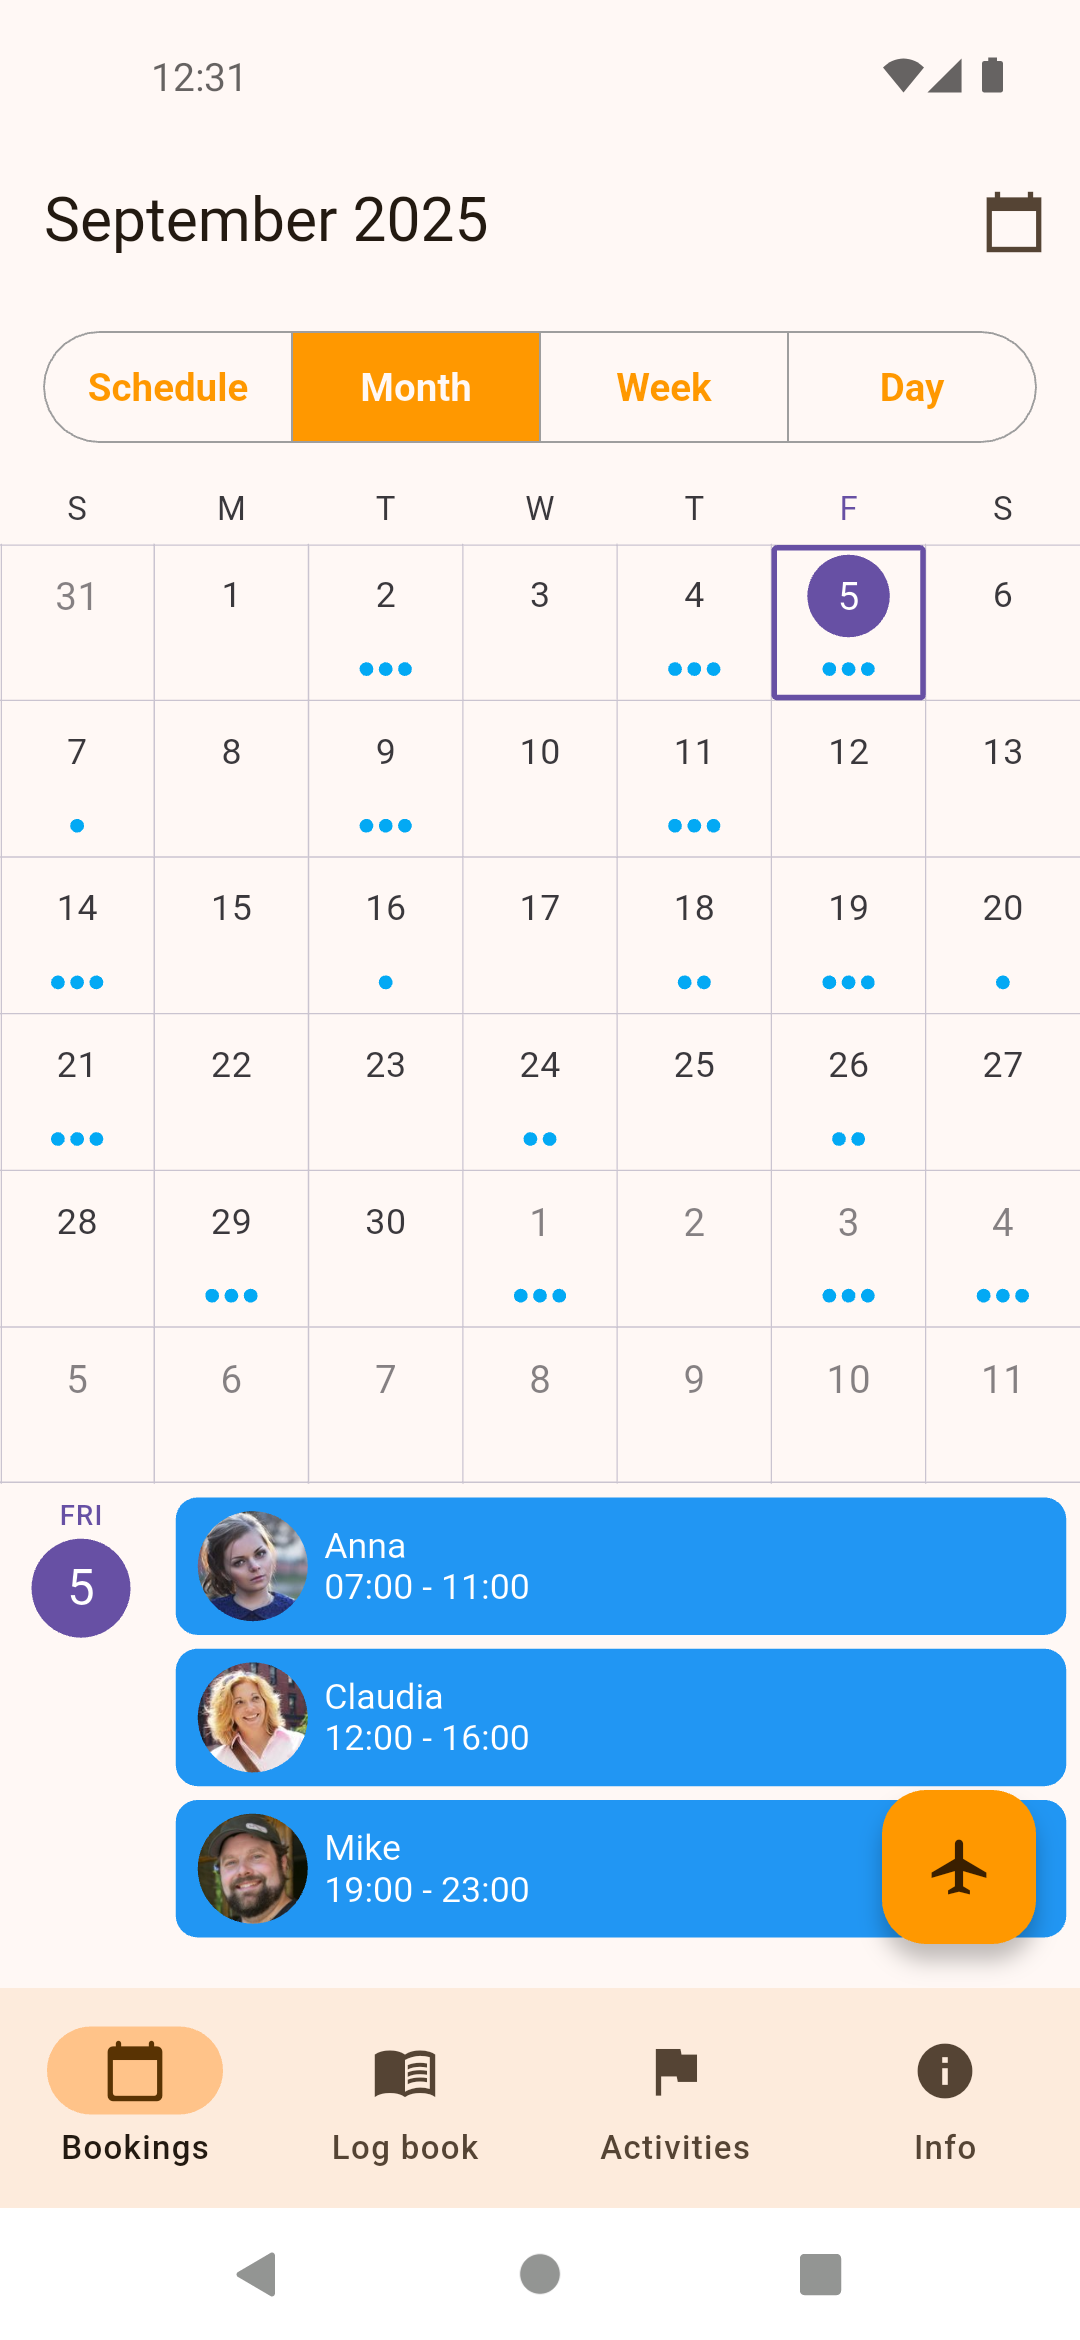 12:31
September 2025
Schedule Month Week Day
S M T W T F S
31 1 2 3 4 5 6
7 8 9 10 11 12 13
14 15 16 17 18 19 20
21 22 23 24 25 26 27
28 29 30 1 2 3 4
5 6 7 8 9 10 11
FRI
5
Anna
07:00 - 11:00
Claudia
12:00 - 16:00
Mike
19:00 - 23:00
Bookings Log book Activities Info